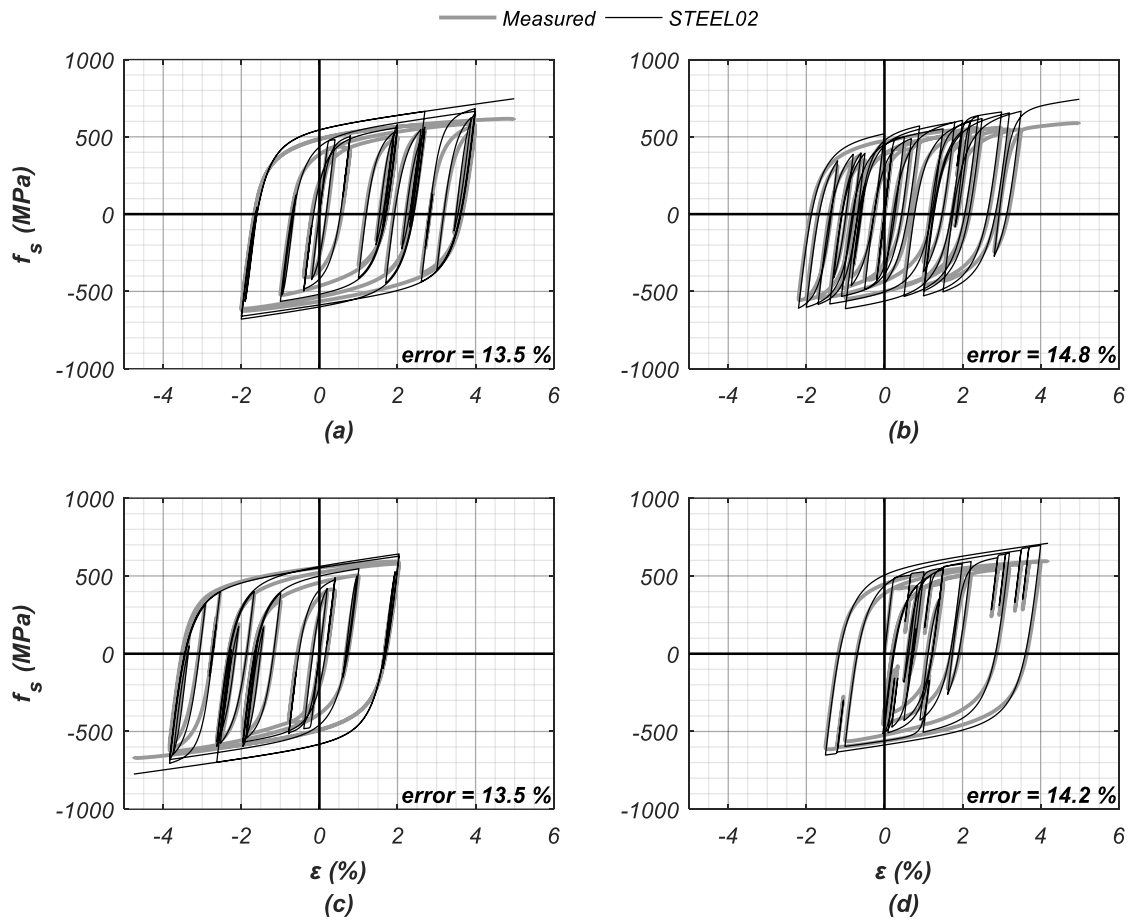 Measured STEEL02
1000
500
0
-500
-1000
f s (MPa)
error = 13.5 %
-4 -2 0 2 4 6
(a)
1000
500
0
-500
-1000
error = 14.8 %
-4 -2 0 2 4 6
(b)
1000
500
0
-500
-1000
f s (MPa)
error = 13.5 %
-4 -2 0 2 4 6
ε (%)
(c)
1000
500
0
-500
-1000
error = 14.2 %
-4 -2 0 2 4 6
ε (%)
(d)